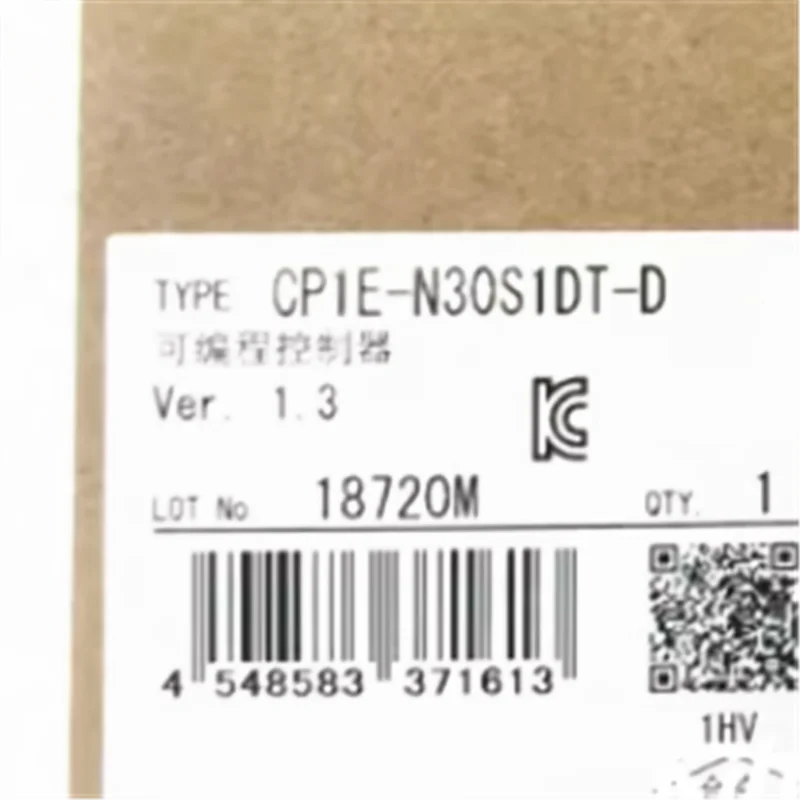 TYPE CP1E-N30S1DT-D
可编程控制器
Ver. 1.3
LOT No 18720M QTY. 1
4 548583 371613
1HV